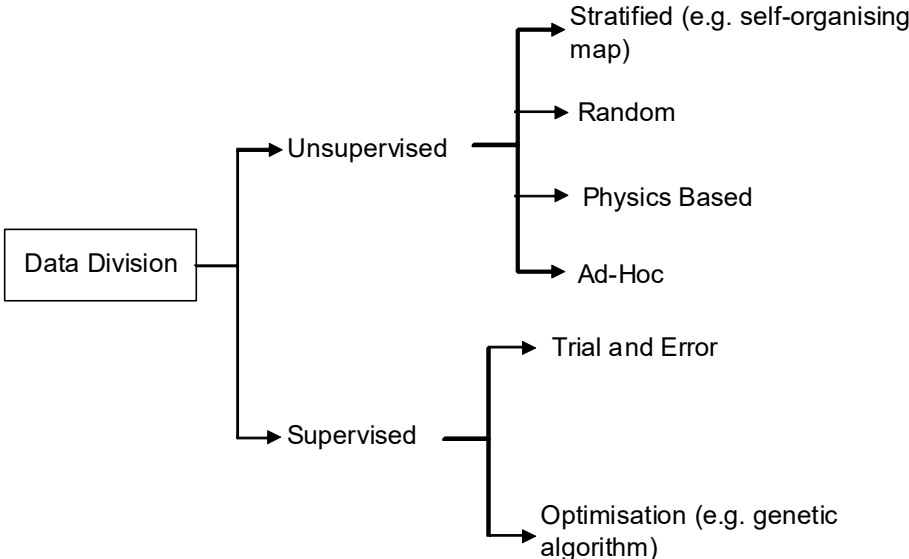 Stratified (e.g. self-organising
map)
Random
Unsupervised
Physics Based
Data Division
Ad-Hoc
Trial and Error
Supervised
Optimisation (e.g. genetic
algorithm)